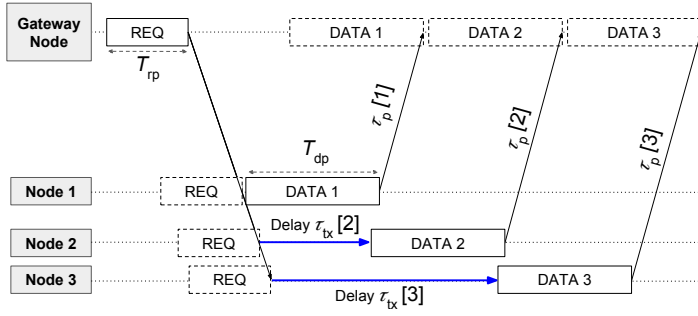 Gateway
Node
REQ
DATA 1
DATA 2
DATA 3
T_rp
τ_p [1]
τ_p [2]
τ_p [3]
T_dp
Node 1
REQ
DATA 1
Delay τ_tx [2]
Node 2
REQ
DATA 2
Node 3
REQ
DATA 3
Delay τ_tx [3]